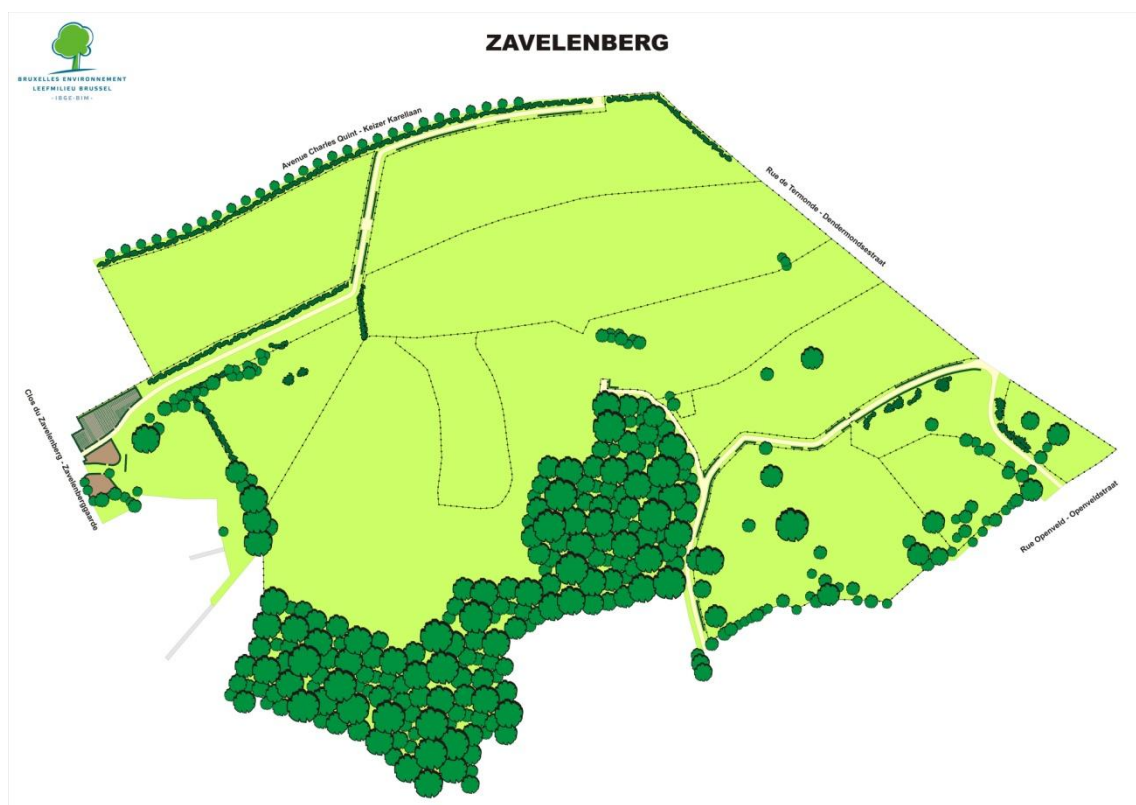 ZAVELENBERG
BRUXELLES ENVIRONNEMENT
LEEFMILIEU BRUSSEL
- IBGE·BIM -
Avenue Charles Quint - Keizer Karellaan
Rue de Termonde - Dendermondsestraat
Clos du Zavelenberg - Zavelenberggaarde
Rue Openveld - Openveldstraat